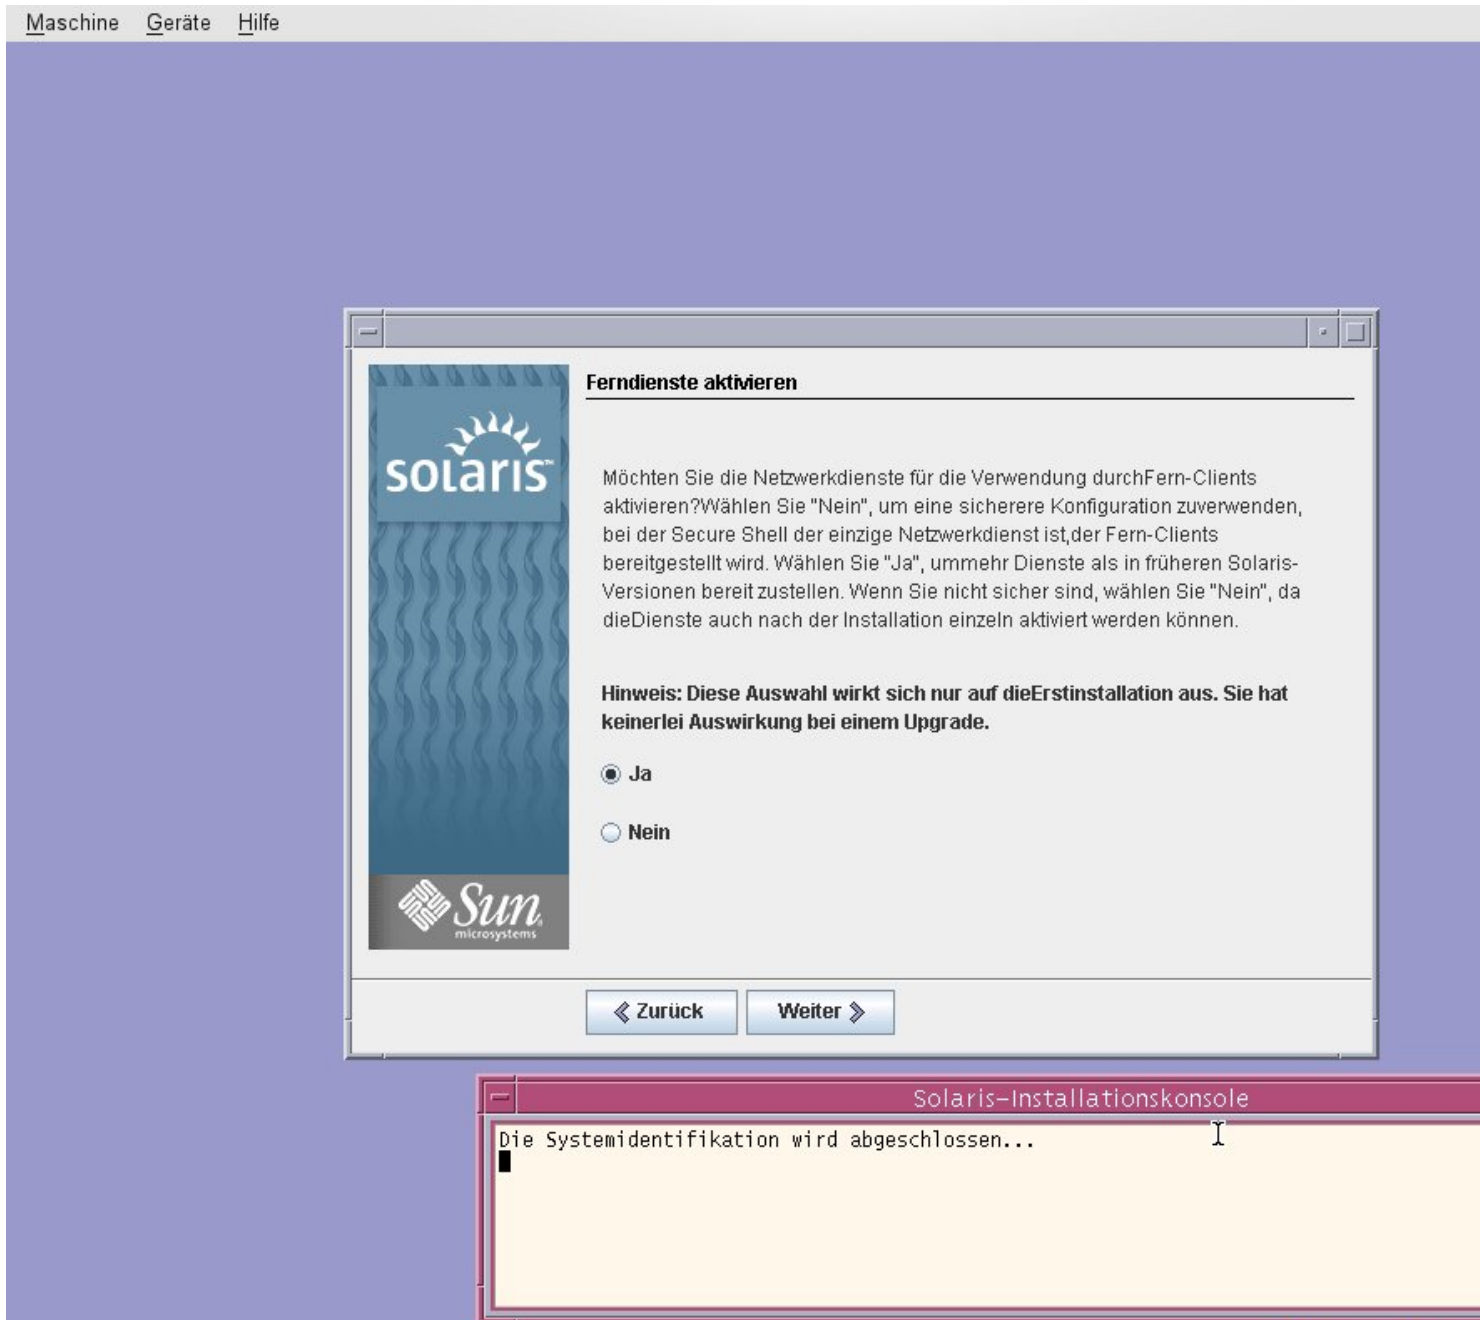 Maschine Geräte Hilfe
Ferndienste aktivieren
solaris™
Möchten Sie die Netzwerkdienste für die Verwendung durchFern-Clients
aktivieren?Wählen Sie "Nein", um eine sicherere Konfiguration zuverwenden,
bei der Secure Shell der einzige Netzwerkdienst ist,der Fern-Clients
bereitgestellt wird. Wählen Sie "Ja", ummehr Dienste als in früheren Solaris-
Versionen bereit zustellen. Wenn Sie nicht sicher sind, wählen Sie "Nein", da
dieDienste auch nach der Installation einzeln aktiviert werden können.
Hinweis: Diese Auswahl wirkt sich nur auf dieErstinstallation aus. Sie hat
keinerlei Auswirkung bei einem Upgrade.
Ja
Nein
Sun
microsystems
Zurück Weiter
Solaris-Installationskonsole
Die Systemidentifikation wird abgeschlossen...